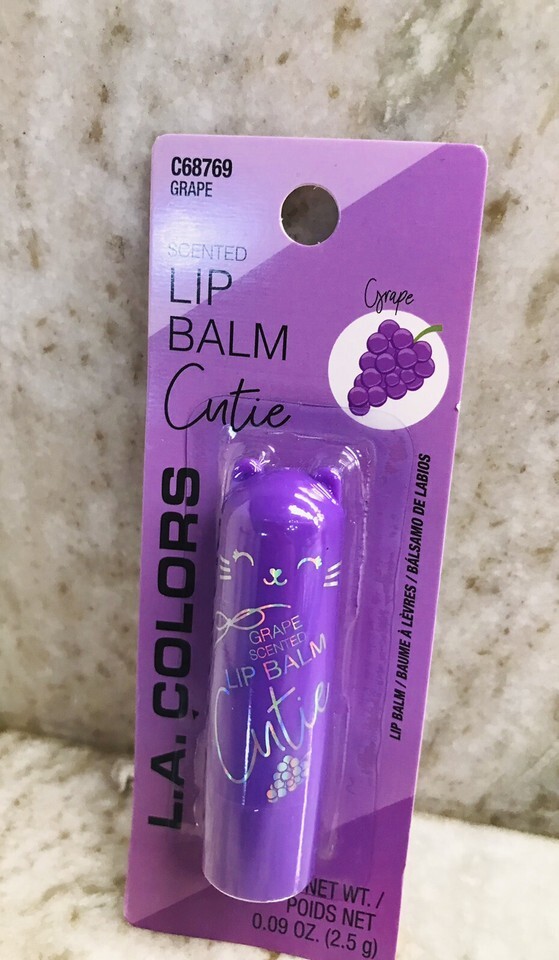 C68769
GRAPE
SCENTED
LIP
BALM
Cutie
Grape
L.A. COLORS
LIP BALM / BAUME À LÈVRES / BÁLSAMO DE LABIOS
GRAPE
SCENTED
LIP BALM
Cutie
NET WT. /
POIDS NET
0.09 OZ. (2.5 g)